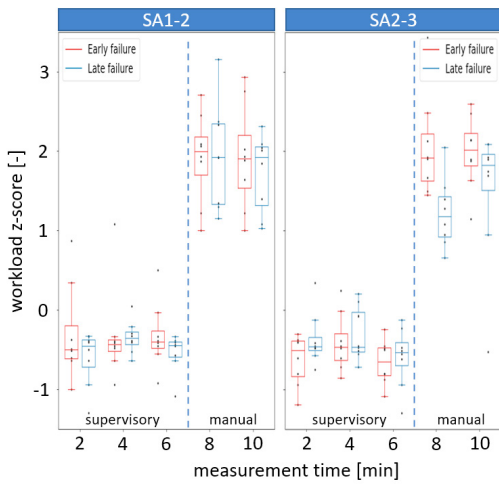 SA1-2
SA2-3
Early failure
Late failure
Early failure
Late failure
workload z-score [-]
3
2
1
0
-1
supervisory
manual
supervisory
manual
2 4 6 8 10
2 4 6 8 10
measurement time [min]